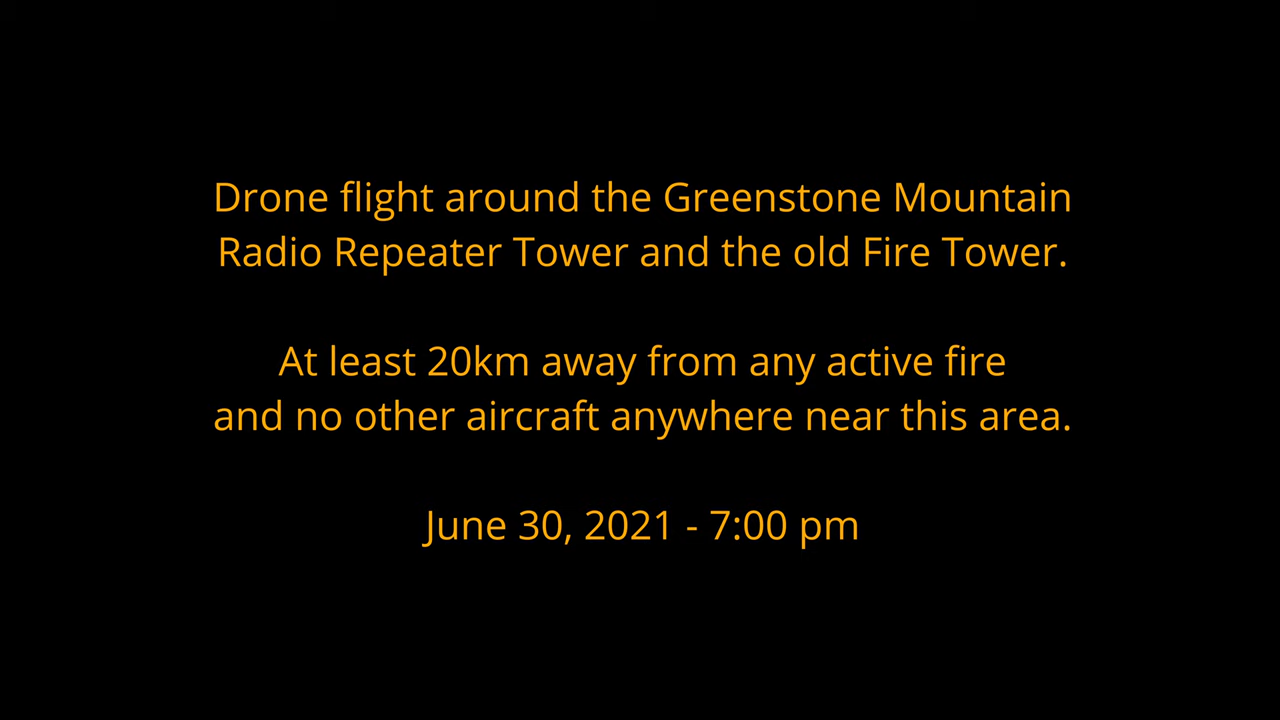 Drone flight around the Greenstone Mountain
Radio Repeater Tower and the old Fire Tower.
At least 20km away from any active fire
and no other aircraft anywhere near this area.
June 30, 2021 - 7:00 pm